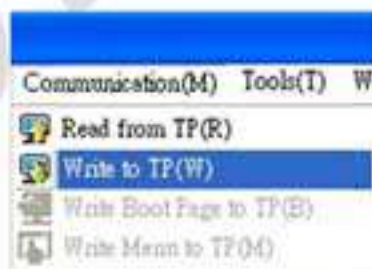 Communication(M) Tools(T) W
Read from TP(R)
Write to TP(W)
Write Boot Page to TP(B)
Write Menu to TP(M)